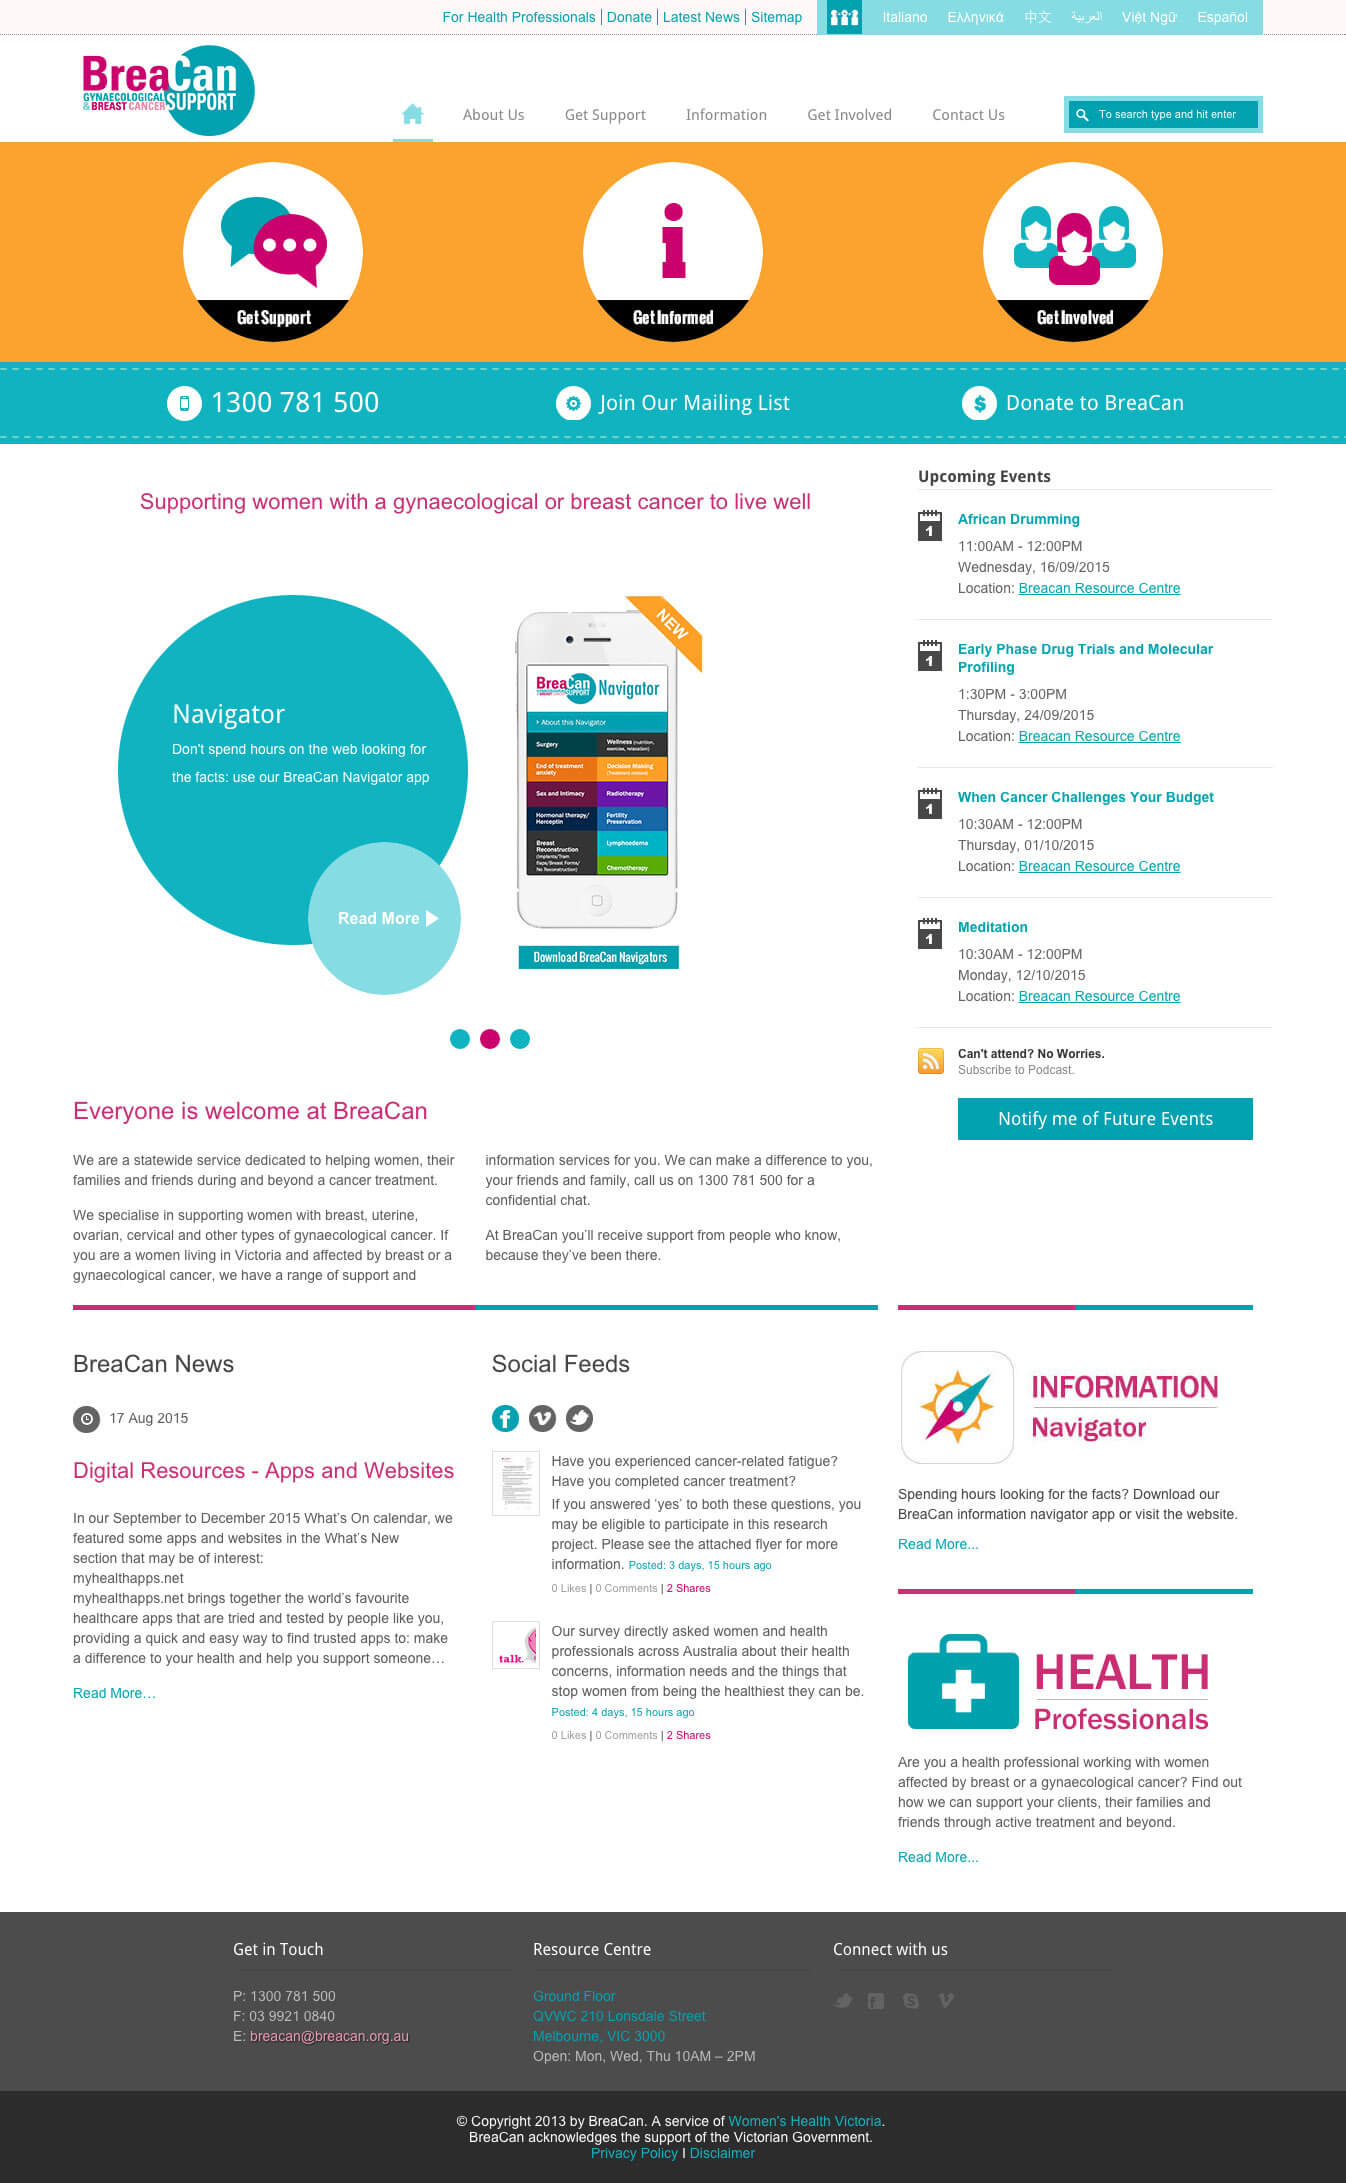 For Health Professionals | Donate | Latest News | Sitemap
Italiano Ελληνικά 中文 العربية Việt Ngữ Español
BreaCan
GYNAECOLOGICAL
& BREAST CANCER SUPPORT
About Us Get Support Information Get Involved Contact Us
To search type and hit enter
Get Support
Get Informed
Get Involved
1300 781 500
Join Our Mailing List
Donate to BreaCan
Supporting women with a gynaecological or breast cancer to live well
Navigator
Don't spend hours on the web looking for
the facts: use our BreaCan Navigator app
Read More
NEW
BreaCan SUPPORT Navigator
> About this Navigator
Surgery
Wellness (nutrition,
exercise, relaxation)
End of treatment
anxiety
Decision Making
(Treatment decision)
Sex and Intimacy
Radiotherapy
Hormonal therapy/
Herceptin
Fertility
Preservation
Breast
Reconstruction
(Implants/Tram
flaps/Breast Forms/
No Reconstruction)
Lymphoedema
Chemotherapy
Download BreaCan Navigators
Upcoming Events
1
African Drumming
11:00AM - 12:00PM
Wednesday, 16/09/2015
Location: Breacan Resource Centre
1
Early Phase Drug Trials and Molecular
Profiling
1:30PM - 3:00PM
Thursday, 24/09/2015
Location: Breacan Resource Centre
1
When Cancer Challenges Your Budget
10:30AM - 12:00PM
Thursday, 01/10/2015
Location: Breacan Resource Centre
1
Meditation
10:30AM - 12:00PM
Monday, 12/10/2015
Location: Breacan Resource Centre
Can't attend? No Worries.
Subscribe to Podcast.
Notify me of Future Events
Everyone is welcome at BreaCan
We are a statewide service dedicated to helping women, their
families and friends during and beyond a cancer treatment.
We specialise in supporting women with breast, uterine,
ovarian, cervical and other types of gynaecological cancer. If
you are a women living in Victoria and affected by breast or a
gynaecological cancer, we have a range of support and
information services for you. We can make a difference to you,
your friends and family, call us on 1300 781 500 for a
confidential chat.
At BreaCan you'll receive support from people who know,
because they've been there.
BreaCan News
17 Aug 2015
Digital Resources - Apps and Websites
In our September to December 2015 What's On calendar, we
featured some apps and websites in the What's New
section that may be of interest:
myhealthapps.net
myhealthapps.net brings together the world's favourite
healthcare apps that are tried and tested by people like you,
providing a quick and easy way to find trusted apps to: make
a difference to your health and help you support someone…
Read More…
Social Feeds
Have you experienced cancer-related fatigue?
Have you completed cancer treatment?
If you answered 'yes' to both these questions, you
may be eligible to participate in this research
project. Please see the attached flyer for more
information. Posted: 3 days, 15 hours ago
0 Likes | 0 Comments | 2 Shares
talk.
Our survey directly asked women and health
professionals across Australia about their health
concerns, information needs and the things that
stop women from being the healthiest they can be.
Posted: 4 days, 15 hours ago
0 Likes | 0 Comments | 2 Shares
INFORMATION
Navigator
Spending hours looking for the facts? Download our
BreaCan information navigator app or visit the website.
Read More...
HEALTH
Professionals
Are you a health professional working with women
affected by breast or a gynaecological cancer? Find out
how we can support your clients, their families and
friends through active treatment and beyond.
Read More...
Get in Touch
P: 1300 781 500
F: 03 9921 0840
E: breacan@breacan.org.au
Resource Centre
Ground Floor
QVWC 210 Lonsdale Street
Melbourne, VIC 3000
Open: Mon, Wed, Thu 10AM – 2PM
Connect with us
© Copyright 2013 by BreaCan. A service of Women's Health Victoria.
BreaCan acknowledges the support of the Victorian Government.
Privacy Policy I Disclaimer